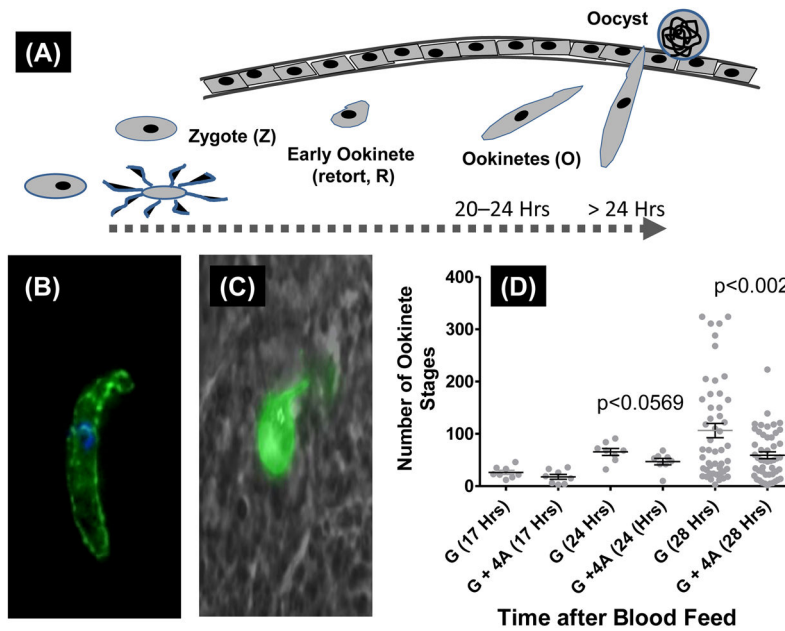 (A)
Oocyst
Zygote (Z)
Early Ookinete
(retort, R)
Ookinetes (O)
20–24 Hrs
> 24 Hrs
(B)
(C)
(D)
Number of Ookinete
Stages
400
300
200
100
0
p<0.0569
p<0.002
G (17 Hrs)
G + 4A (17 Hrs)
G (24 Hrs)
G +4A (24 (Hrs)
G (28 Hrs)
G + 4A (28 Hrs)
Time after Blood Feed